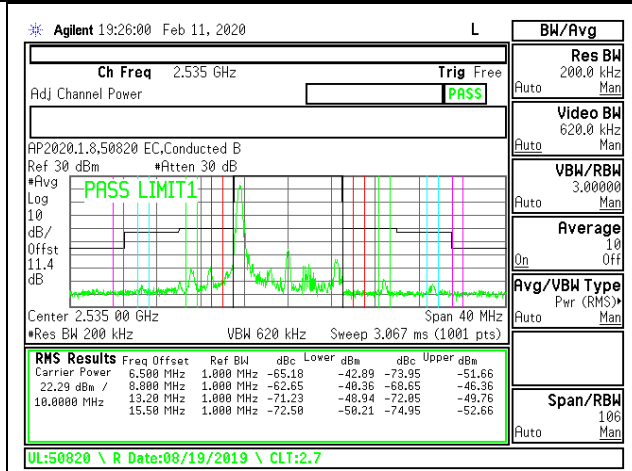 Agilent 19:26:00 Feb 11, 2020 L
BW/Avg
Ch Freq 2.535 GHz Trig Free
Adj Channel Power PASS
AP2020.1.8,50820 EC,Conducted B
Ref 30 dBm #Atten 30 dB
#Avg
Log
10
dB/
Offst
11.4
dB
PASS LIMIT1
Center 2.535 00 GHz Span 40 MHz
#Res BW 200 kHz VBW 620 kHz Sweep 3.067 ms (1001 pts)
RMS Results Freq Offset Ref BW dBc Lower dBm dBc Upper dBm
Carrier Power 6.500 MHz 1.000 MHz -65.18 -42.89 -73.95 -51.66
22.29 dBm / 8.800 MHz 1.000 MHz -62.65 -40.36 -68.65 -46.36
10.0000 MHz 13.20 MHz 1.000 MHz -71.23 -48.94 -72.05 -49.76
15.50 MHz 1.000 MHz -72.50 -50.21 -74.95 -52.66
UL:50820 \ R Date:08/19/2019 \ CLT:2.7
Res BW
200.0 kHz
Auto Man
Video BW
620.0 kHz
Auto Man
VBW/RBW
3.00000
Auto Man
Average
10
On Off
Avg/VBW Type
Pwr (RMS)
Auto Man
Span/RBW
106
Auto Man